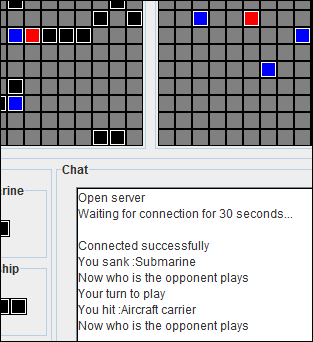 Chat
rine
Open server
Waiting for connection for 30 seconds...

Connected successfully
You sank :Submarine
Now who is the opponent plays
ship
Your turn to play
You hit :Aircraft carrier
Now who is the opponent plays